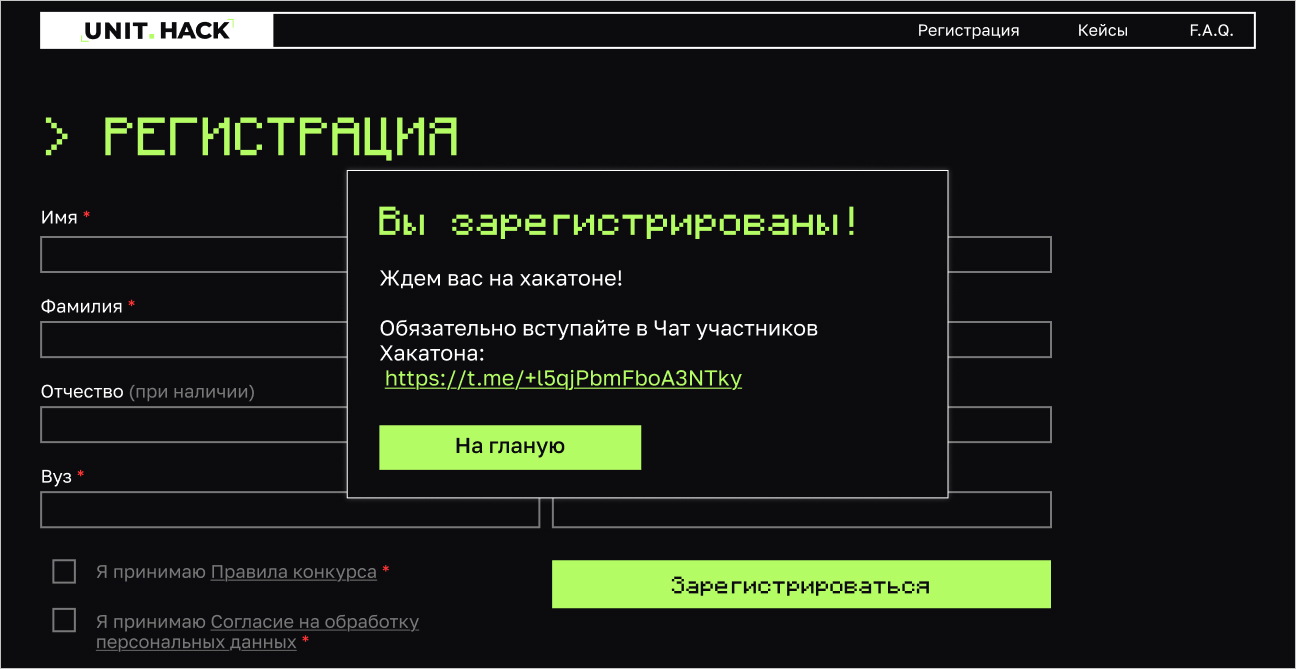 UNIT.HACK
Регистрация
Кейсы
F.A.Q.
> РЕГИСТРАЦИЯ
Имя *
Фамилия *
Отчество (при наличии)
Вуз *
Вы зарегистрированы!
Ждем вас на хакатоне!
Обязательно вступайте в Чат участников
Хакатона:
https://t.me/+l5qjPbmFboA3NTky
На гланую
Я принимаю Правила конкурса *
Я принимаю Согласие на обработку
персональных данных *
Зарегистрироваться